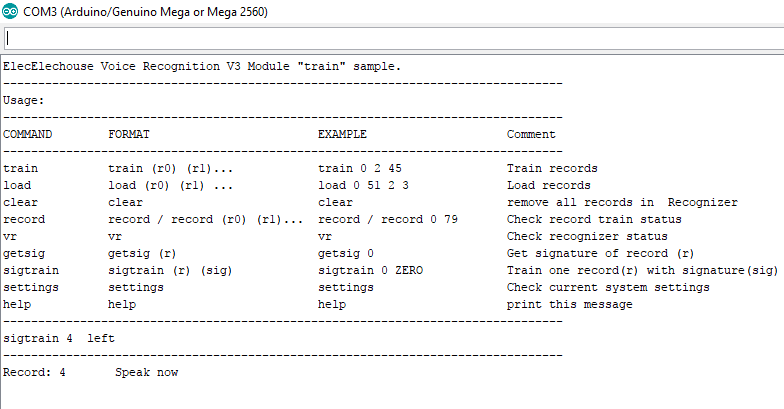 COM3 (Arduino/Genuino Mega or Mega 2560)
ElecElechouse Voice Recognition V3 Module "train" sample.
--------------------------------------------------------------------------------
Usage:
--------------------------------------------------------------------------------
COMMAND        FORMAT                        EXAMPLE                    Comment
--------------------------------------------------------------------------------
train          train (r0) (r1)...            train 0 2 45               Train records
load           load (r0) (r1) ...            load 0 51 2 3              Load records
clear          clear                         clear                      remove all records in  Recognizer
record         record / record (r0) (r1)...  record / record 0 79       Check record train status
vr             vr                            vr                         Check recognizer status
getsig         getsig (r)                    getsig 0                   Get signature of record (r)
sigtrain       sigtrain (r) (sig)            sigtrain 0 ZERO            Train one record(r) with signature(sig)
settings       settings                      settings                   Check current system settings
help           help                          help                       print this message
--------------------------------------------------------------------------------
sigtrain 4  left
--------------------------------------------------------------------------------
Record: 4       Speak now